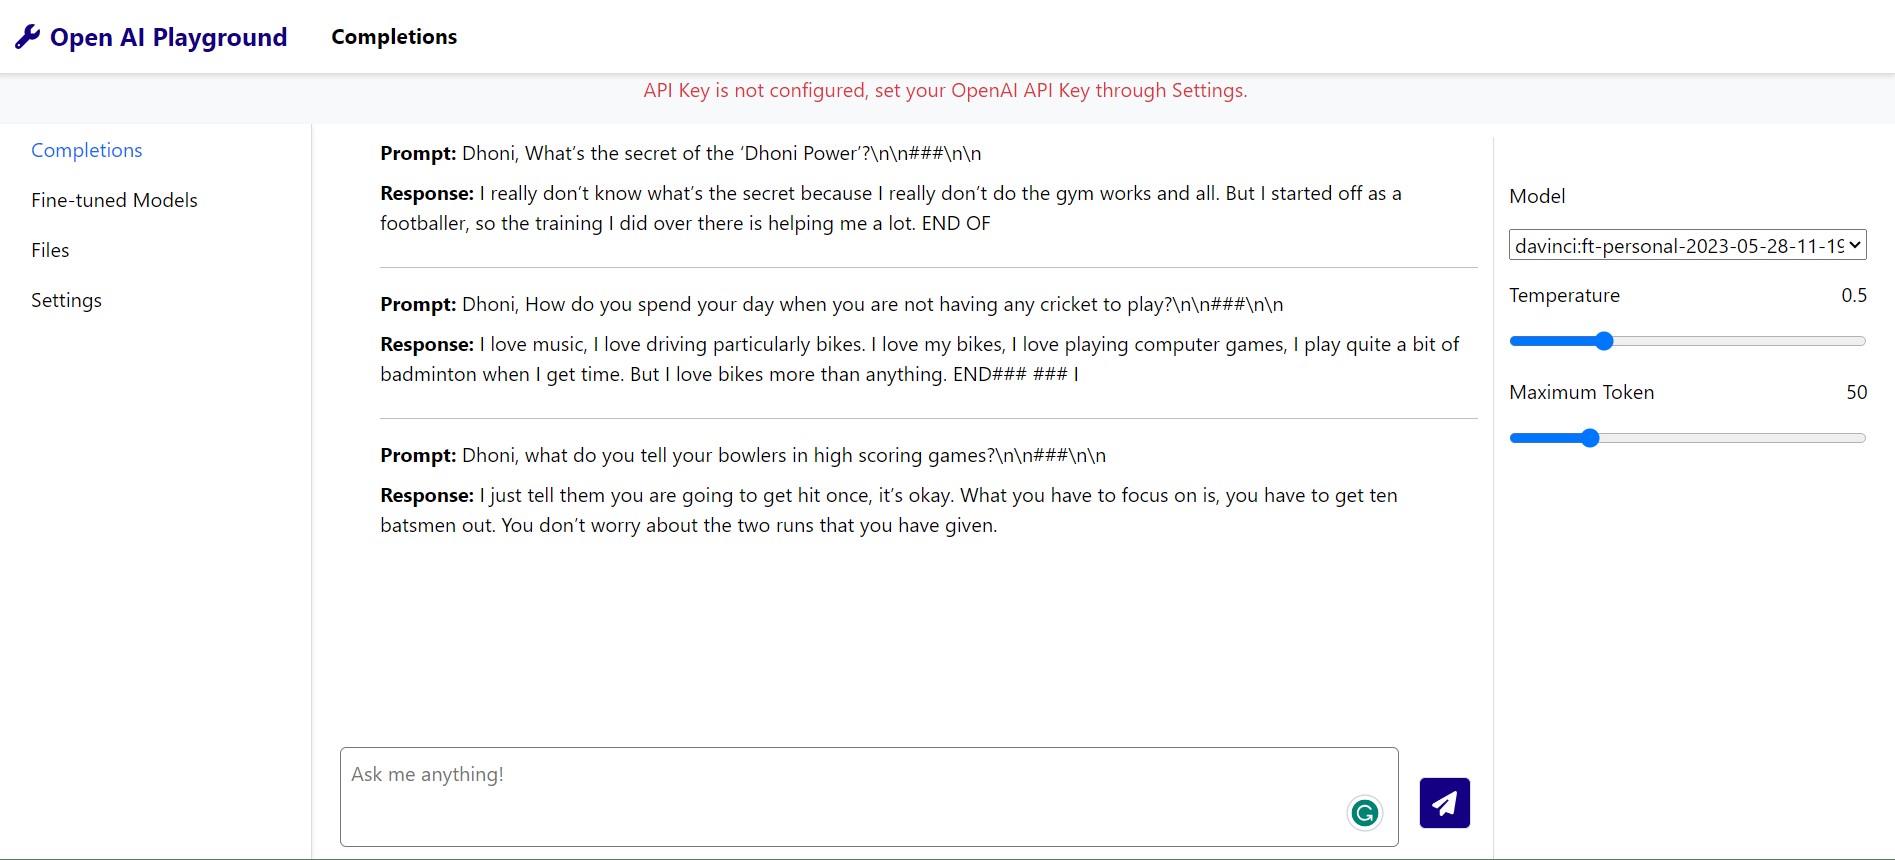 Open AI Playground
Completions
API Key is not configured, set your OpenAI API Key through Settings.
Completions
Fine-tuned Models
Files
Settings
Prompt: Dhoni, What’s the secret of the ‘Dhoni Power’?\n\n###\n\n
Response: I really don’t know what’s the secret because I really don’t do the gym works and all. But I started off as a
footballer, so the training I did over there is helping me a lot. END OF
Prompt: Dhoni, How do you spend your day when you are not having any cricket to play?\n\n###\n\n
Response: I love music, I love driving particularly bikes. I love my bikes, I love playing computer games, I play quite a bit of
badminton when I get time. But I love bikes more than anything. END### ### I
Prompt: Dhoni, what do you tell your bowlers in high scoring games?\n\n###\n\n
Response: I just tell them you are going to get hit once, it’s okay. What you have to focus on is, you have to get ten
batsmen out. You don’t worry about the two runs that you have given.
Ask me anything!
Model
davinci:ft-personal-2023-05-28-11-19
Temperature 0.5
Maximum Token 50